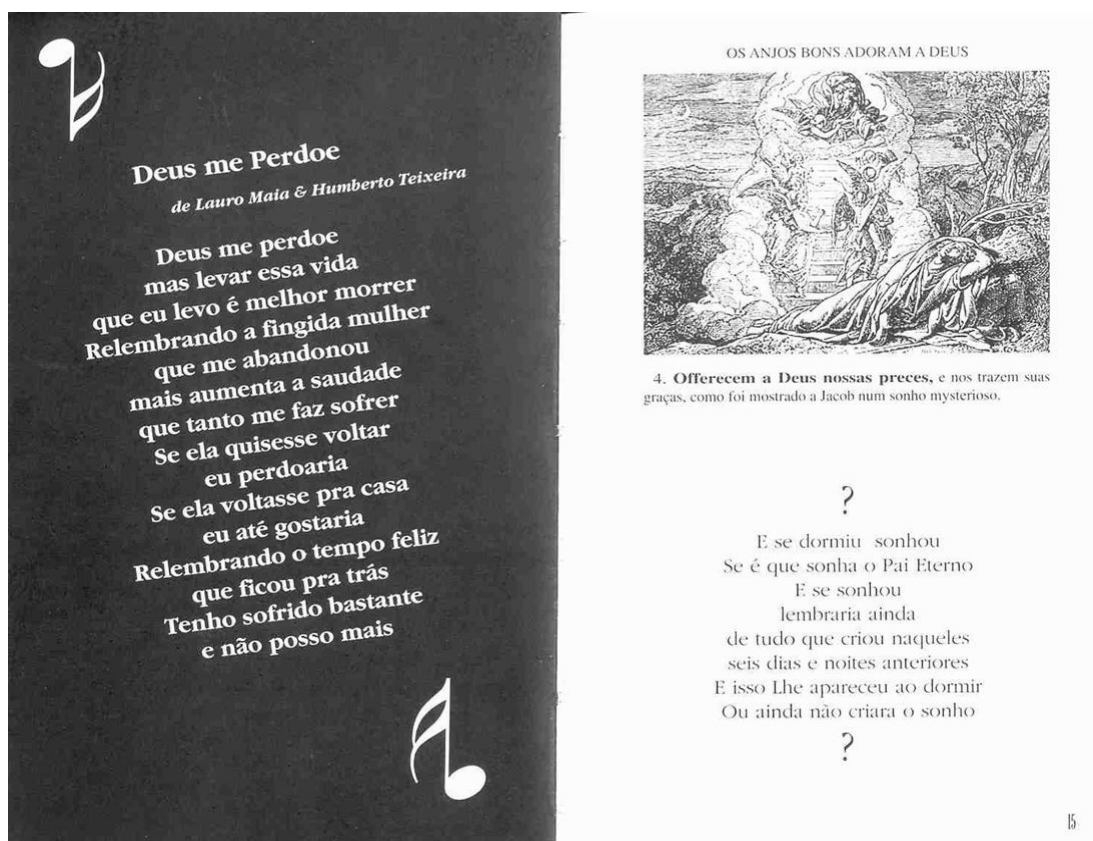 Deus me Perdoe
de Lauro Maia & Humberto Teixeira
Deus me perdoe
mas levar essa vida
que eu levo é melhor morrer
Relembrando a fingida mulher
que me abandonou
mais aumenta a saudade
que tanto me faz sofrer
Se ela quisesse voltar
eu perdoaria
Se ela voltasse pra casa
eu até gostaria
Relembrando o tempo feliz
que ficou pra trás
Tenho sofrido bastante
e não posso mais
OS ANJOS BONS ADORAM A DEUS
4. Offerecem a Deus nossas preces, e nos trazem suas
graças, como foi mostrado a Jacob num sonho mysterioso.
?
E se dormiu sonhou
Se é que sonha o Pai Eterno
E se sonhou
lembraria ainda
de tudo que criou naqueles
seis dias e noites anteriores
E isso Lhe apareceu ao dormir
Ou ainda não criara o sonho
?
15